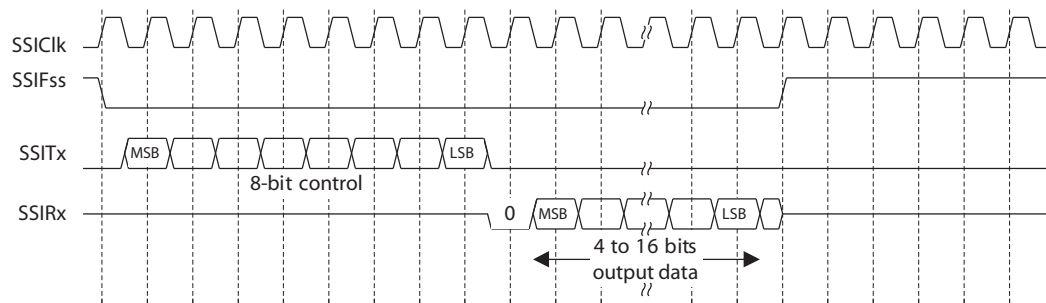 SSIClk
SSIFss
SSITx
MSB
LSB
8-bit control
SSIRx
0
MSB
LSB
4 to 16 bits
output data